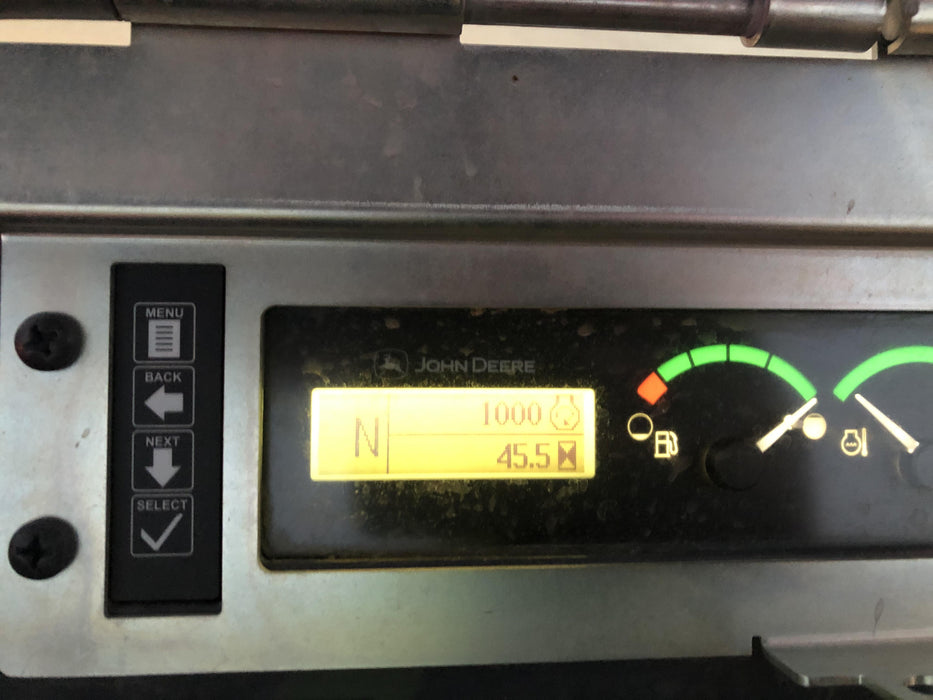 MENU
BACK
NEXT
SELECT
JOHN DEERE
N
1000
45.5